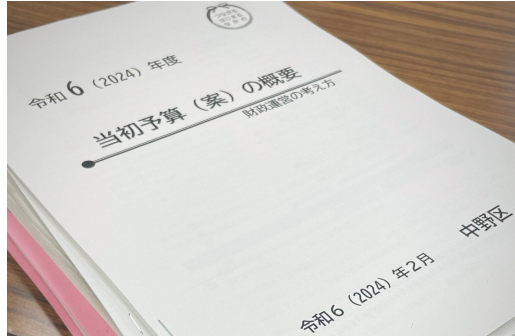 令和6（2024）年度
当初予算（案）の概要
財政運営の考え方
令和6（2024）年2月
中野区